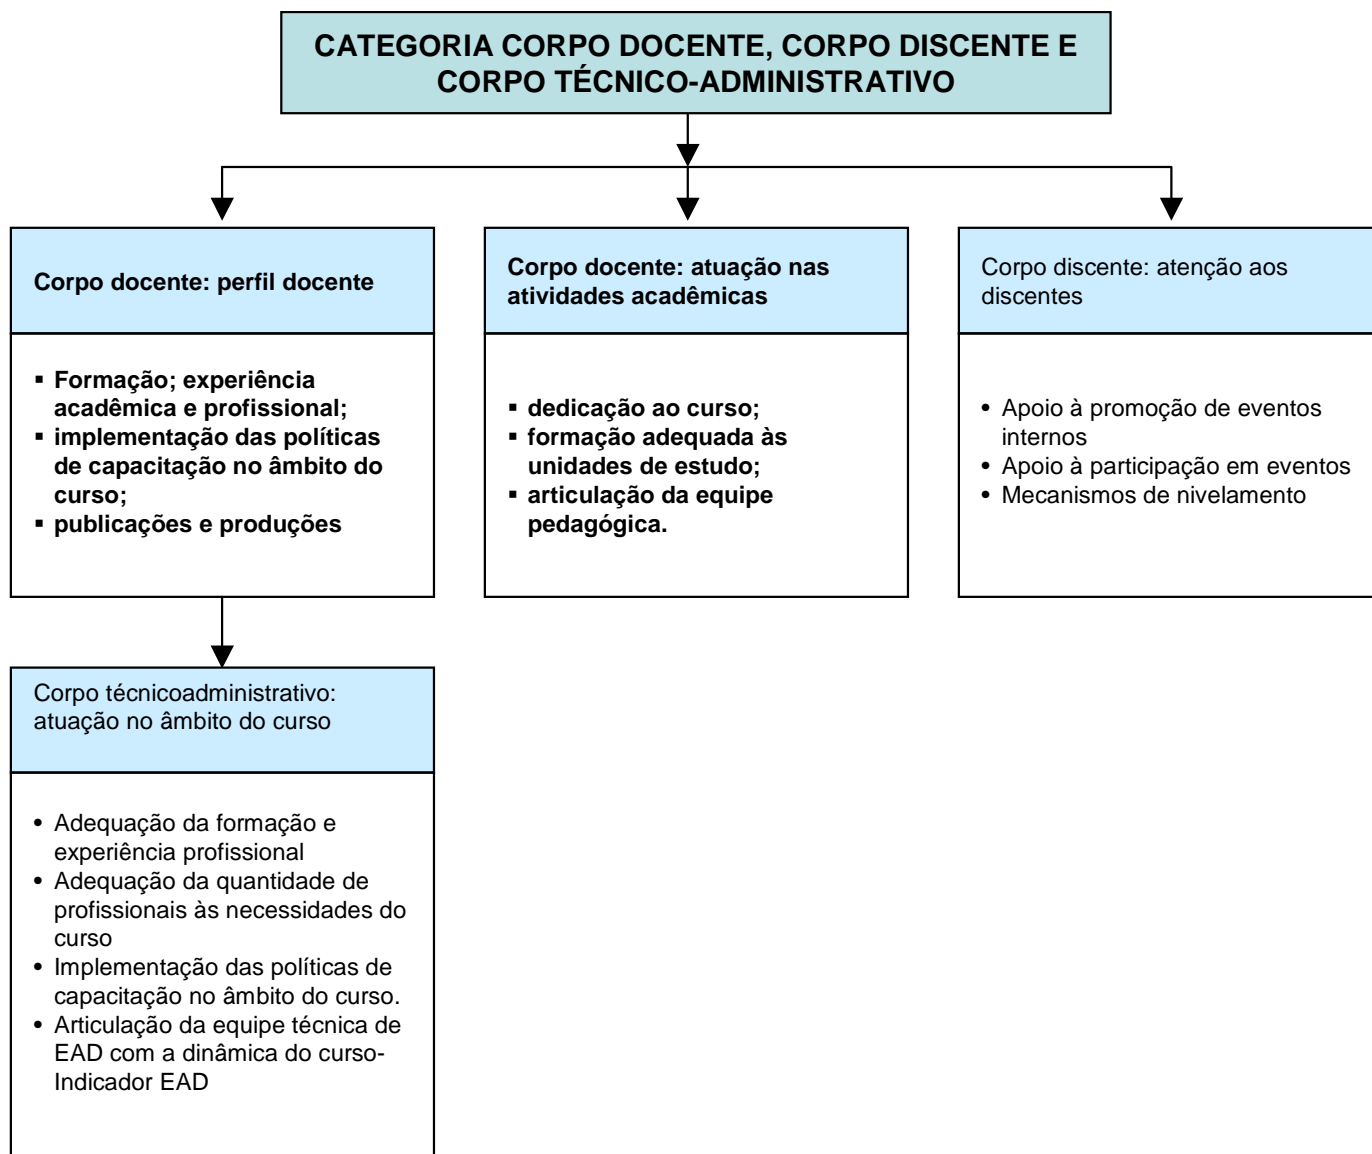 CATEGORIA CORPO DOCENTE, CORPO DISCENTE E
CORPO TÉCNICO-ADMINISTRATIVO
Corpo docente: perfil docente
▪ Formação; experiência
acadêmica e profissional;
▪ implementação das políticas
de capacitação no âmbito do
curso;
▪ publicações e produções
Corpo docente: atuação nas
atividades acadêmicas
▪ dedicação ao curso;
▪ formação adequada às
unidades de estudo;
▪ articulação da equipe
pedagógica.
Corpo discente: atenção aos
discentes
• Apoio à promoção de eventos
internos
• Apoio à participação em eventos
• Mecanismos de nivelamento
Corpo técnicoadministrativo:
atuação no âmbito do curso
• Adequação da formação e
experiência profissional
• Adequação da quantidade de
profissionais às necessidades do
curso
• Implementação das políticas de
capacitação no âmbito do curso.
• Articulação da equipe técnica de
EAD com a dinâmica do curso-
Indicador EAD